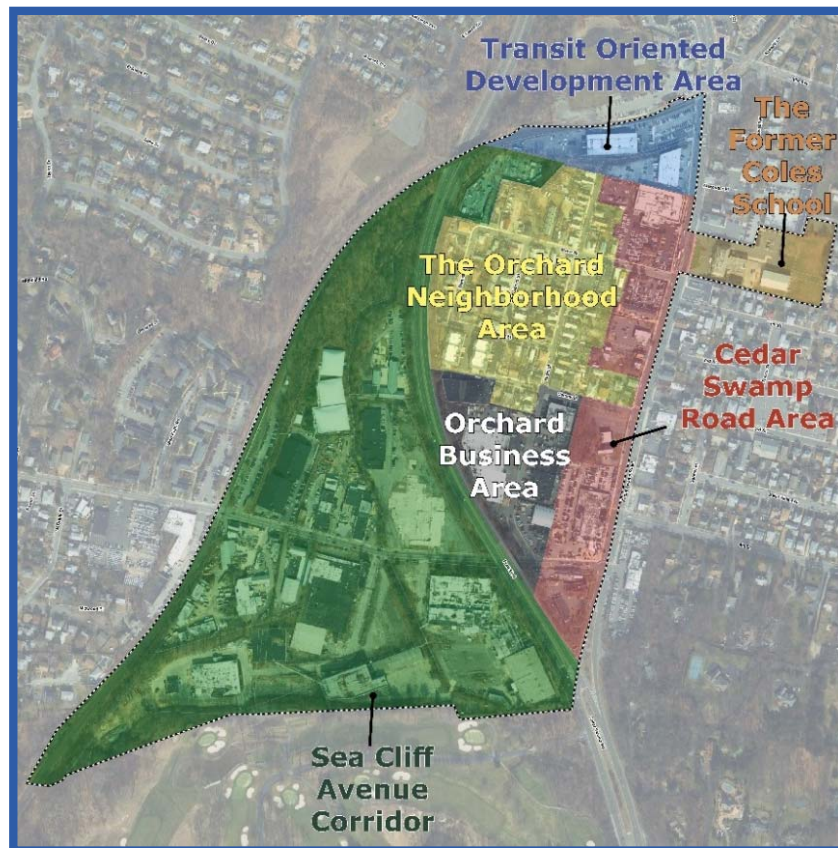 Transit Oriented
Development Area
The
Former
Coles
School
The Orchard
Neighborhood
Area
Cedar
Swamp
Road Area
Orchard
Business
Area
Sea Cliff
Avenue
Corridor